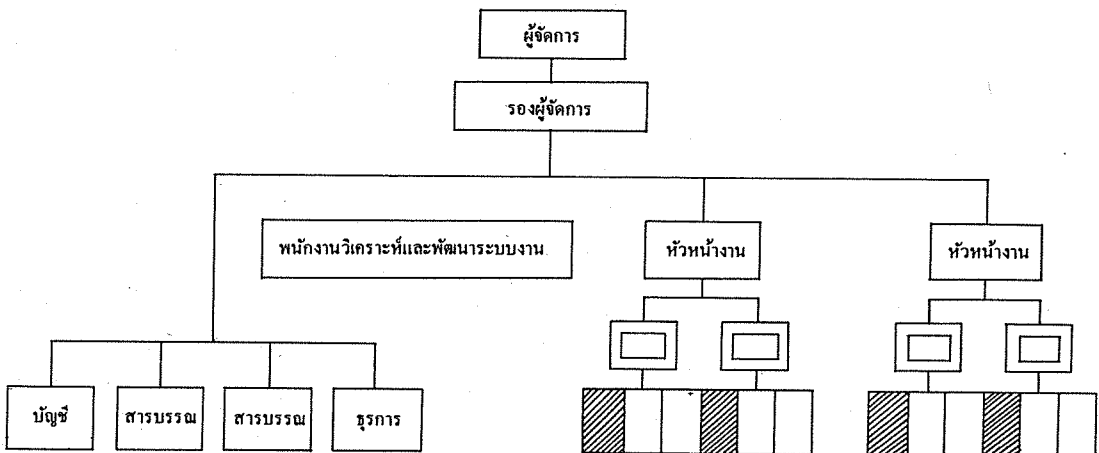 ผู้จัดการ
รองผู้จัดการ
พนักงานวิเคราะห์และพัฒนาระบบงาน
หัวหน้างาน
หัวหน้างาน
บัญชี
สารบรรณ
สารบรรณ
ธุรการ